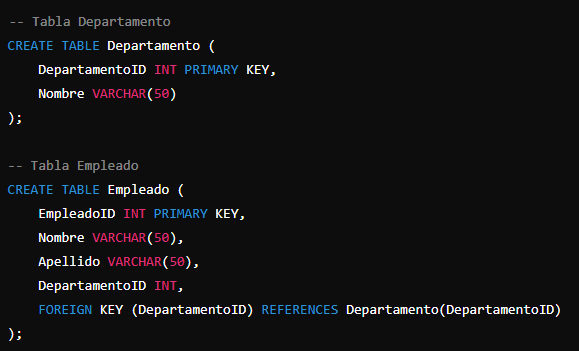 -- Tabla Departamento
CREATE TABLE Departamento (
    DepartamentoID INT PRIMARY KEY,
    Nombre VARCHAR(50)
);

-- Tabla Empleado
CREATE TABLE Empleado (
    EmpleadoID INT PRIMARY KEY,
    Nombre VARCHAR(50),
    Apellido VARCHAR(50),
    DepartamentoID INT,
    FOREIGN KEY (DepartamentoID) REFERENCES Departamento(DepartamentoID)
);